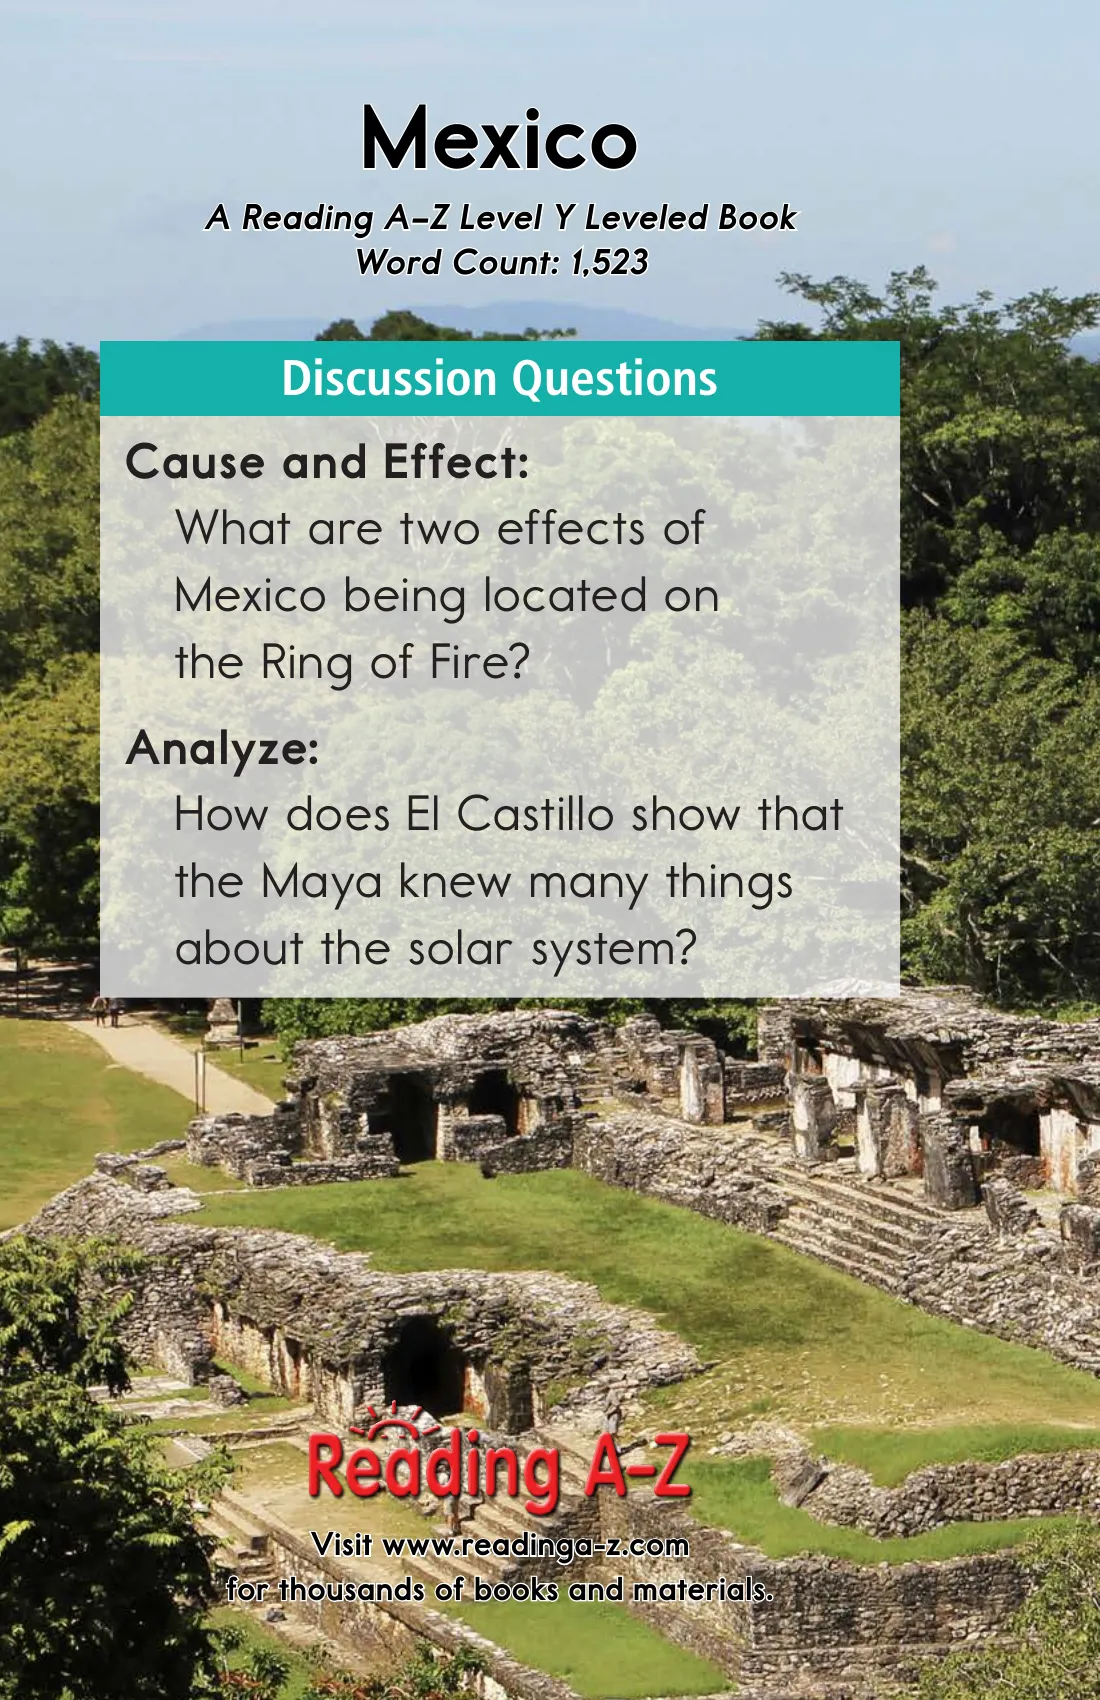 Mexico
A Reading A–Z Level Y Leveled Book
Word Count: 1,523
Discussion Questions
Cause and Effect:
What are two effects of
Mexico being located on
the Ring of Fire?
Analyze:
How does El Castillo show that
the Maya knew many things
about the solar system?
Reading A–Z
Visit www.readinga-z.com
for thousands of books and materials.